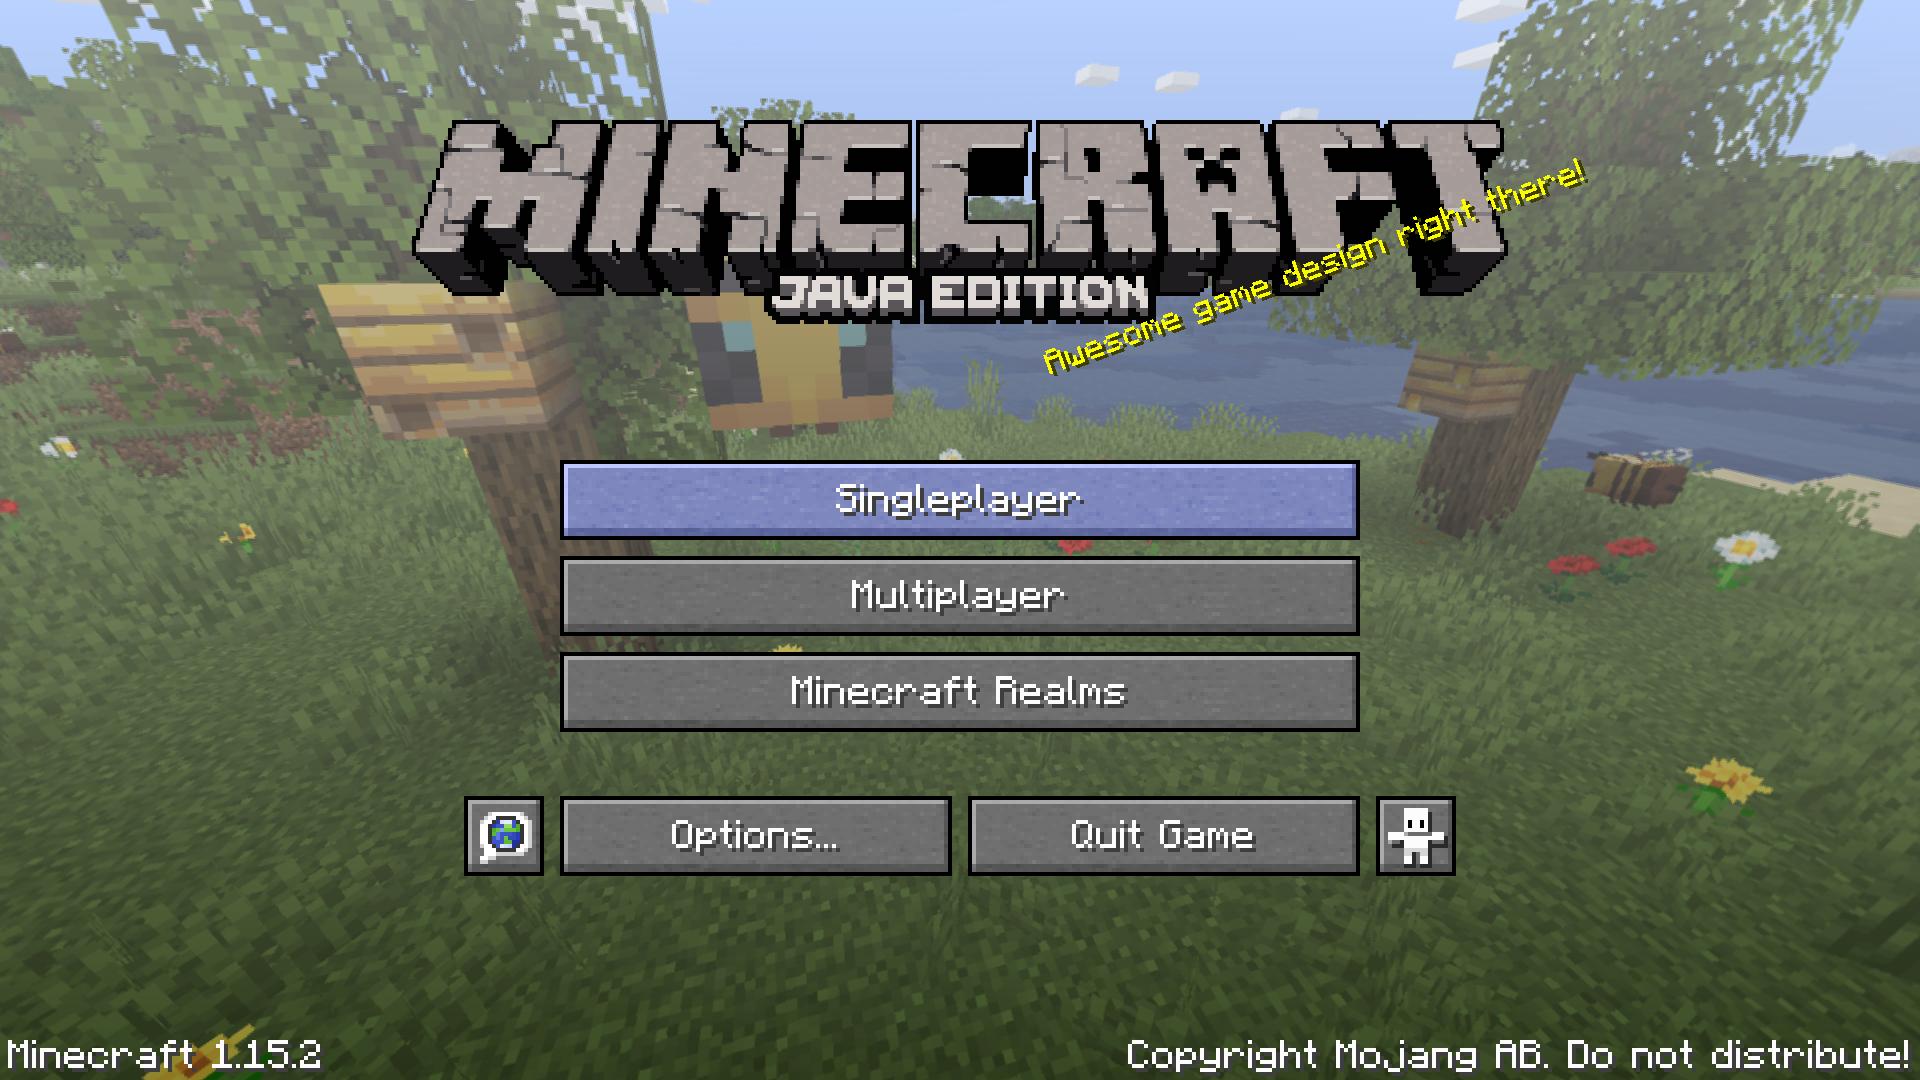 MINECRAFT
JAVA EDITION
Awesome game design right there!
Singleplayer
Multiplayer
Minecraft Realms
Options...
Quit Game
Minecraft 1.15.2
Copyright Mojang AB. Do not distribute!